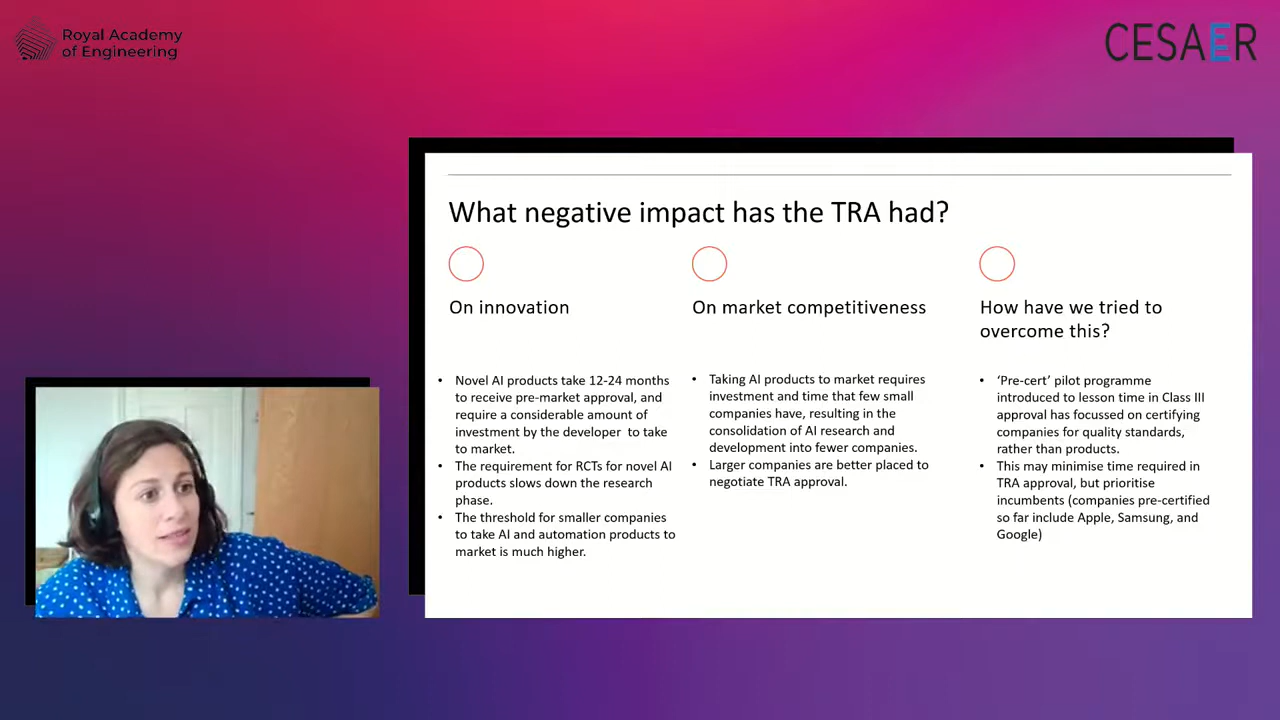 Royal Academy
of Engineering
CESAER
What negative impact has the TRA had?
On innovation
• Novel AI products take 12-24 months
to receive pre-market approval, and
require a considerable amount of
investment by the developer to take
to market.
• The requirement for RCTs for novel AI
products slows down the research
phase.
• The threshold for smaller companies
to take AI and automation products to
market is much higher.
On market competitiveness
• Taking AI products to market requires
investment and time that few small
companies have, resulting in the
consolidation of AI research and
development into fewer companies.
• Larger companies are better placed to
negotiate TRA approval.
How have we tried to
overcome this?
• ‘Pre-cert’ pilot programme
introduced to lesson time in Class III
approval has focussed on certifying
companies for quality standards,
rather than products.
• This may minimise time required in
TRA approval, but prioritise
incumbents (companies pre-certified
so far include Apple, Samsung, and
Google)